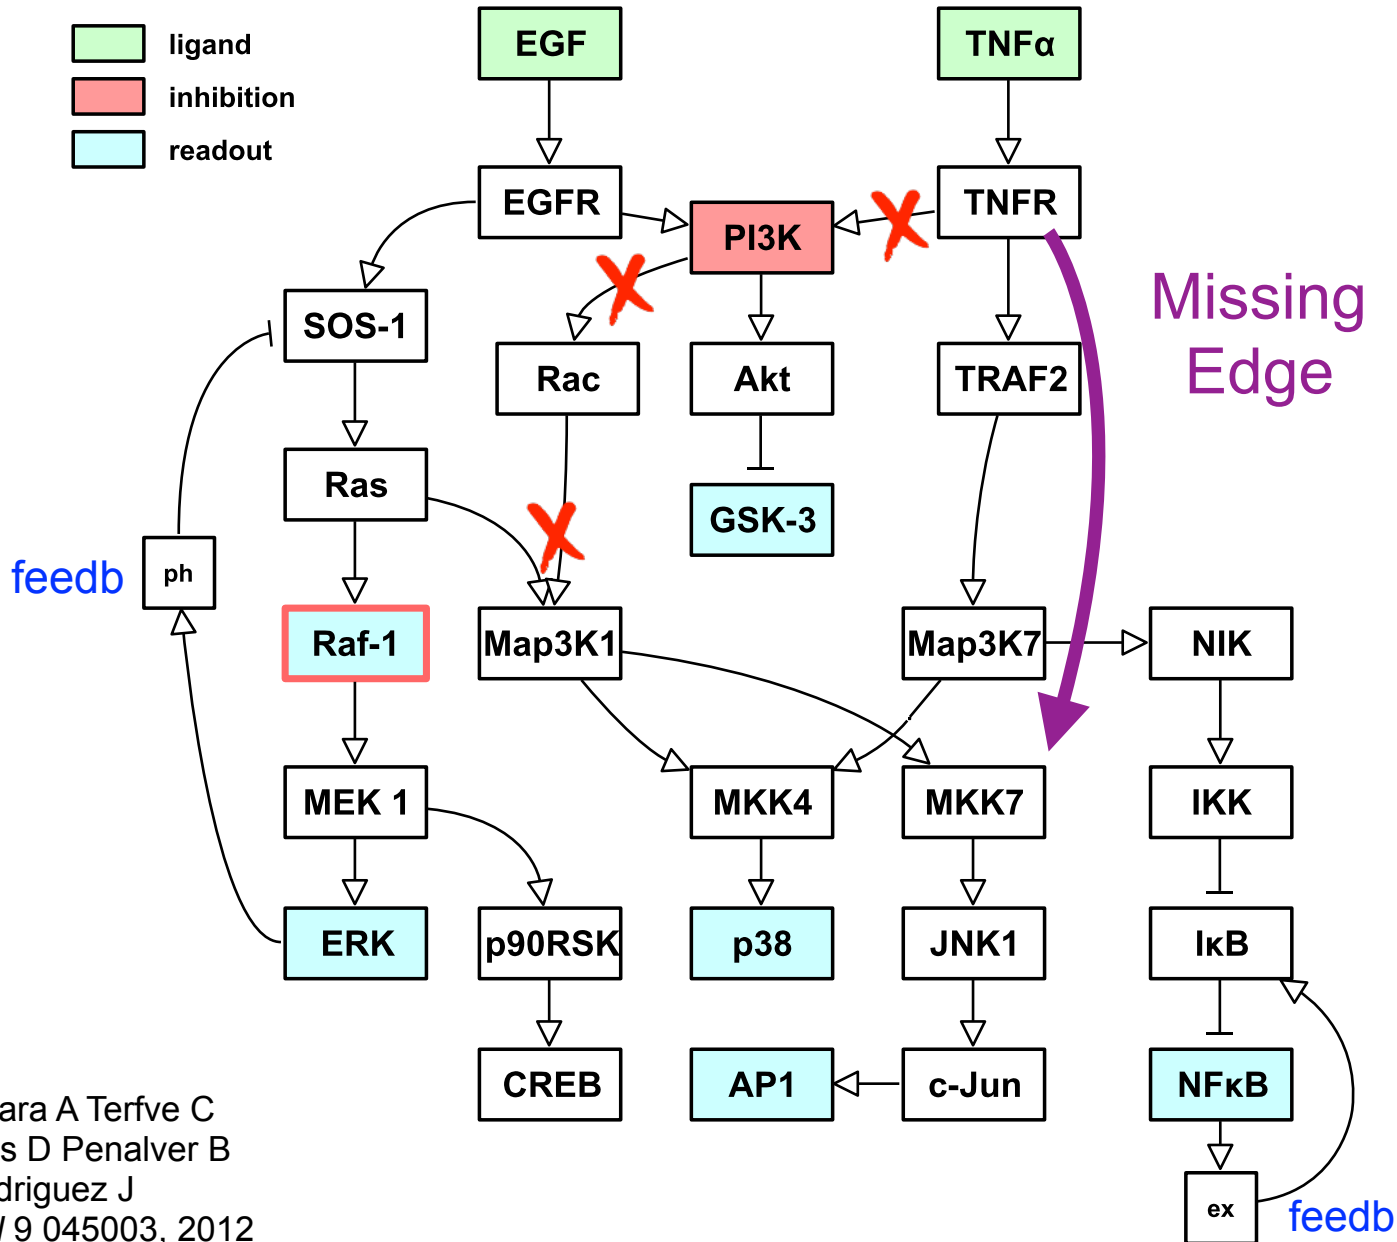 ligand
inhibition
readout
EGF
TNFα
EGFR
TNFR
PI3K
Missing
Edge
SOS-1
Rac
Akt
TRAF2
Ras
GSK-3
feedb
ph
Raf-1
Map3K1
Map3K7
NIK
MEK 1
MKK4
MKK7
IKK
ERK
p90RSK
p38
JNK1
IκB
CREB
AP1
c-Jun
NFκB
ex
feedb
ara A Terfve C
s D Penalver B
driguez J
9 045003, 2012